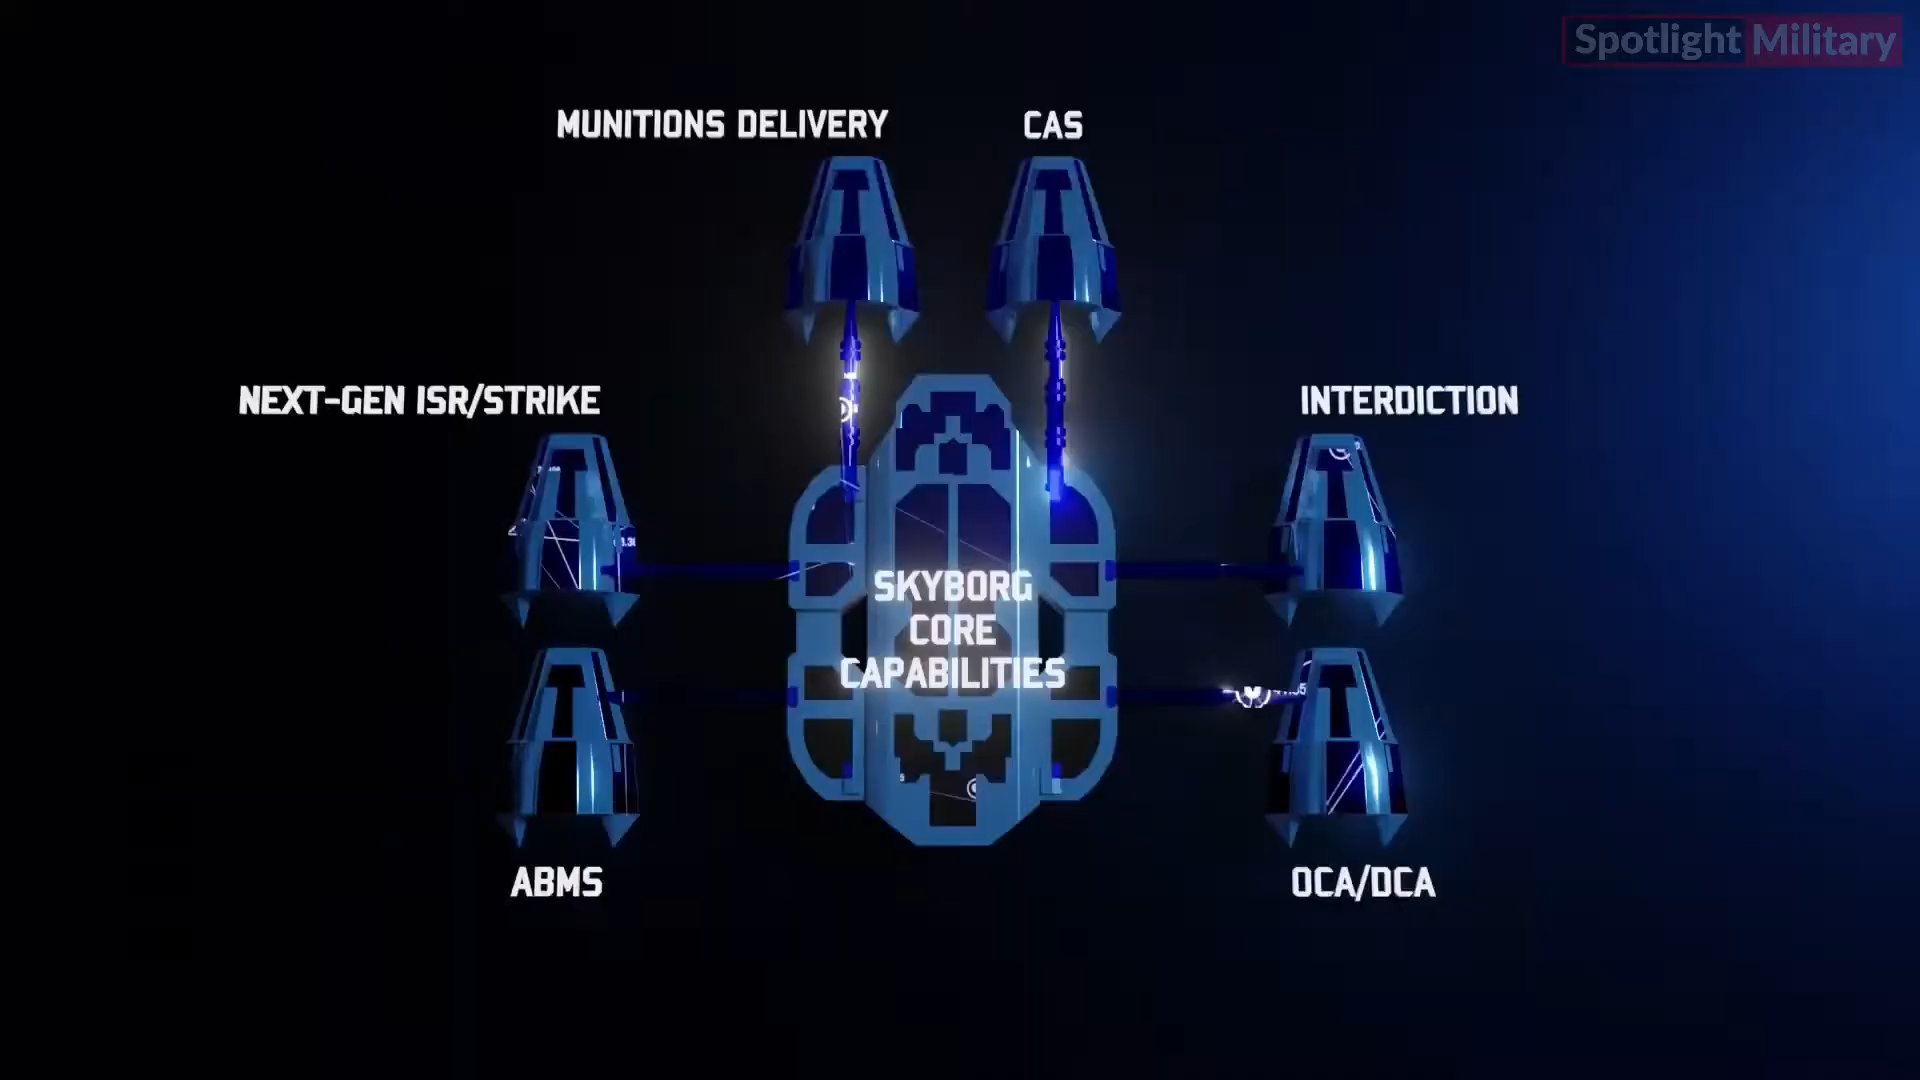 Spotlight Military
MUNITIONS DELIVERY
CAS
NEXT-GEN ISR/STRIKE
INTERDICTION
SKYBORG
CORE
CAPABILITIES
ABMS
OCA/DCA